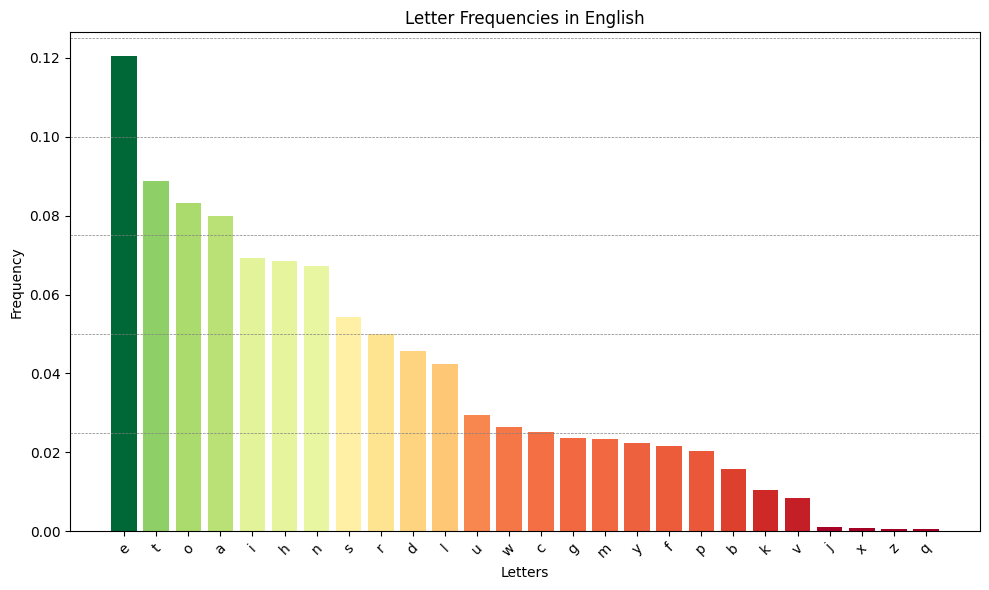 Letter Frequencies in English
Frequency
0.12
0.10
0.08
0.06
0.04
0.02
0.00
e t o a i h n s r d l u w c g m y f p b k v j x z q
Letters